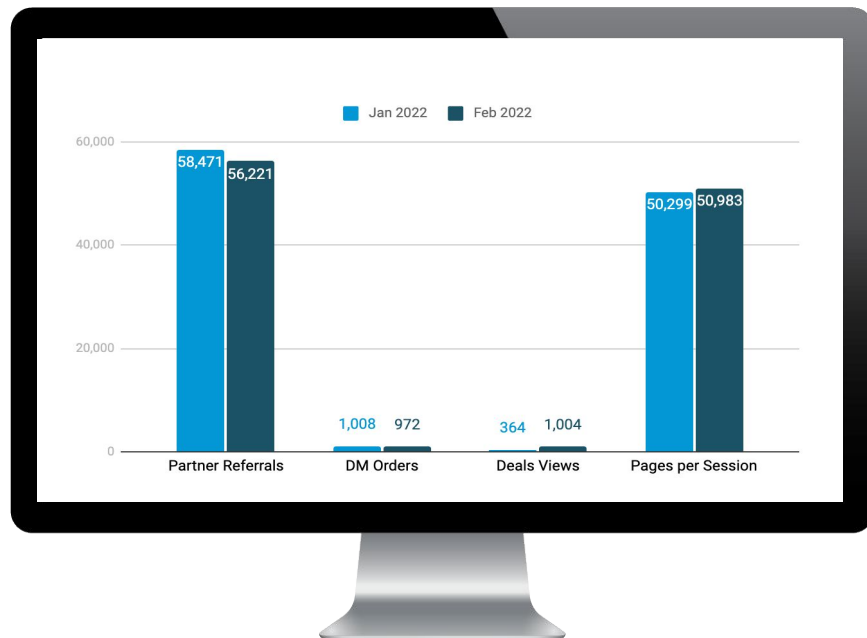 Jan 2022 Feb 2022
60,000
58,471 56,221 50,299 50,983
40,000
20,000
1,008 972 364 1,004
0
Partner Referrals DM Orders Deals Views Pages per Session